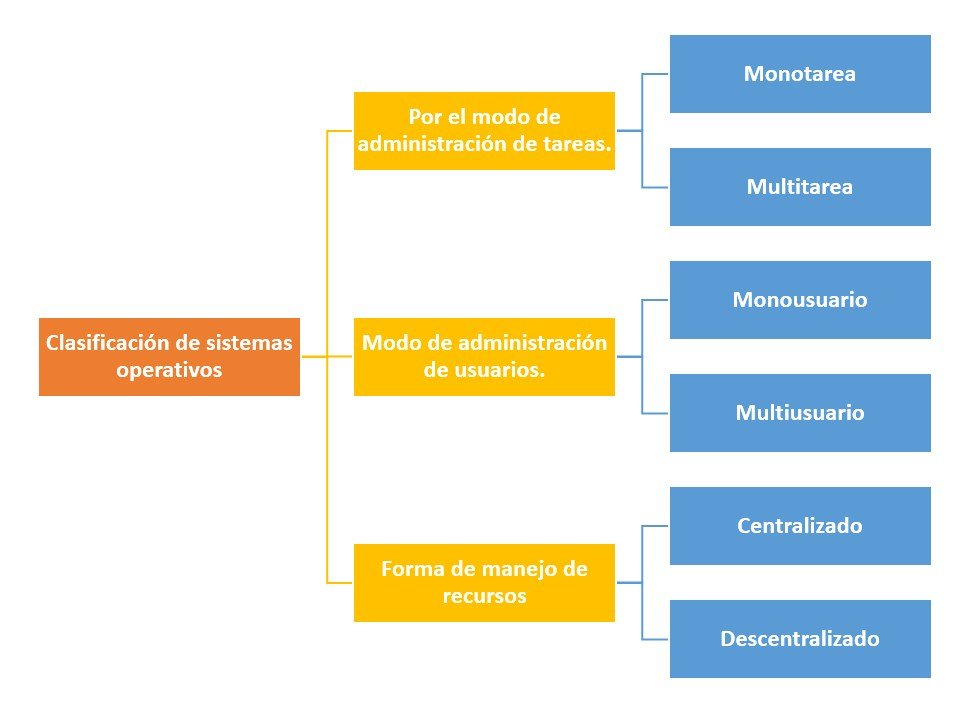 Clasificación de sistemas
operativos
Por el modo de
administración de tareas.
Monotarea
Multitarea
Modo de administración
de usuarios.
Monousuario
Multiusuario
Forma de manejo de
recursos
Centralizado
Descentralizado